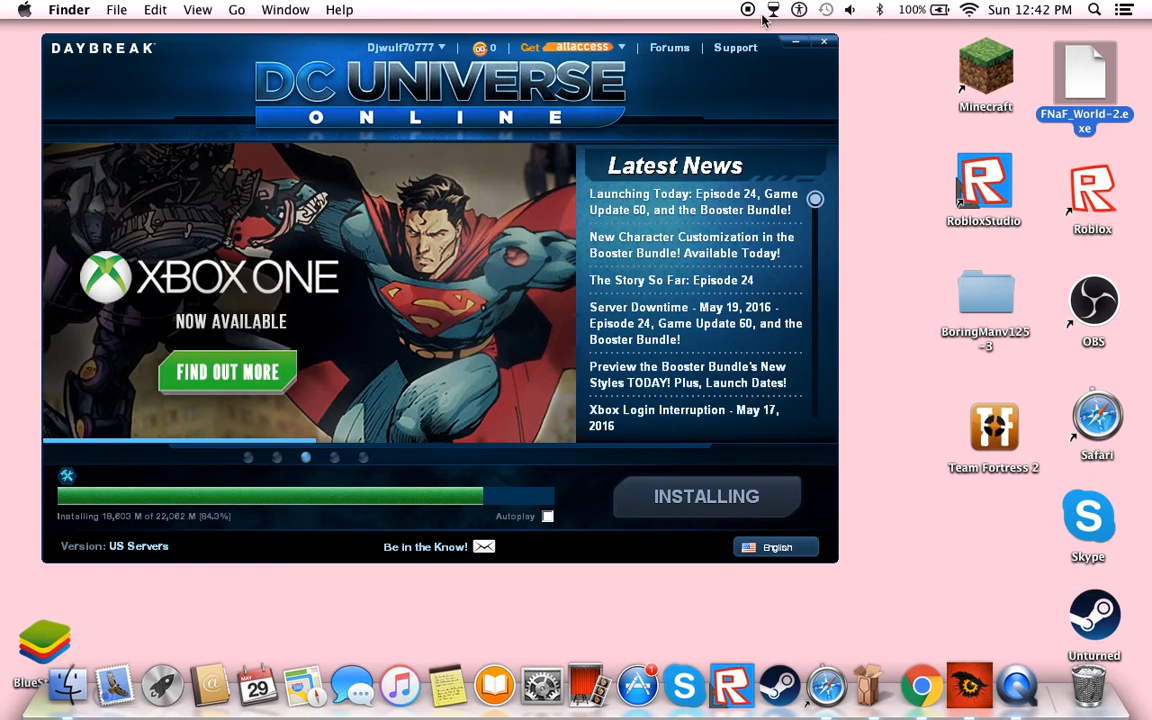 Finder File Edit View Go Window Help
100% Sun 12:42 PM
DAYBREAK
Djwulf70777 0 Get allaccess Forums Support
DC UNIVERSE
ONLINE
XBOX ONE
NOW AVAILABLE
FIND OUT MORE
Latest News
Launching Today: Episode 24, Game
Update 60, and the Booster Bundle!
New Character Customization in the
Booster Bundle! Available Today!
The Story So Far: Episode 24
Server Downtime - May 19, 2016 -
Episode 24, Game Update 60, and the
Booster Bundle!
Preview the Booster Bundle's New
Styles TODAY! Plus, Launch Dates!
Xbox Login Interruption - May 17,
2016
Installing 18,603 M of 22,062 M (84.3%)
Autoplay
INSTALLING
Version: US Servers
Be in the Know!
English
Minecraft
FNaF_World-2.e
xe
RobloxStudio
Roblox
BoringManv125
-3
OBS
Team Fortress 2
Safari
Skype
Unturned
BlueS
MAY
29
1